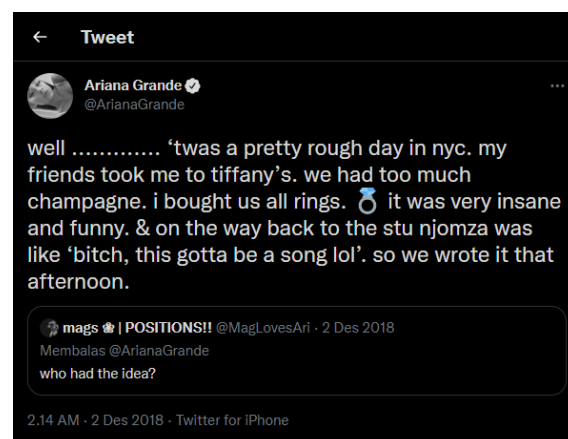 ← Tweet
Ariana Grande
@ArianaGrande
well ............. ‘twas a pretty rough day in nyc. my
friends took me to tiffany’s. we had too much
champagne. i bought us all rings. 💍 it was very insane
and funny. & on the way back to the stu njomza was
like ‘bitch, this gotta be a song lol’. so we wrote it that
afternoon.
mags ❀ | POSITIONS!! @MagLovesAri · 2 Des 2018
Membalas @ArianaGrande
who had the idea?
2.14 AM · 2 Des 2018 · Twitter for iPhone